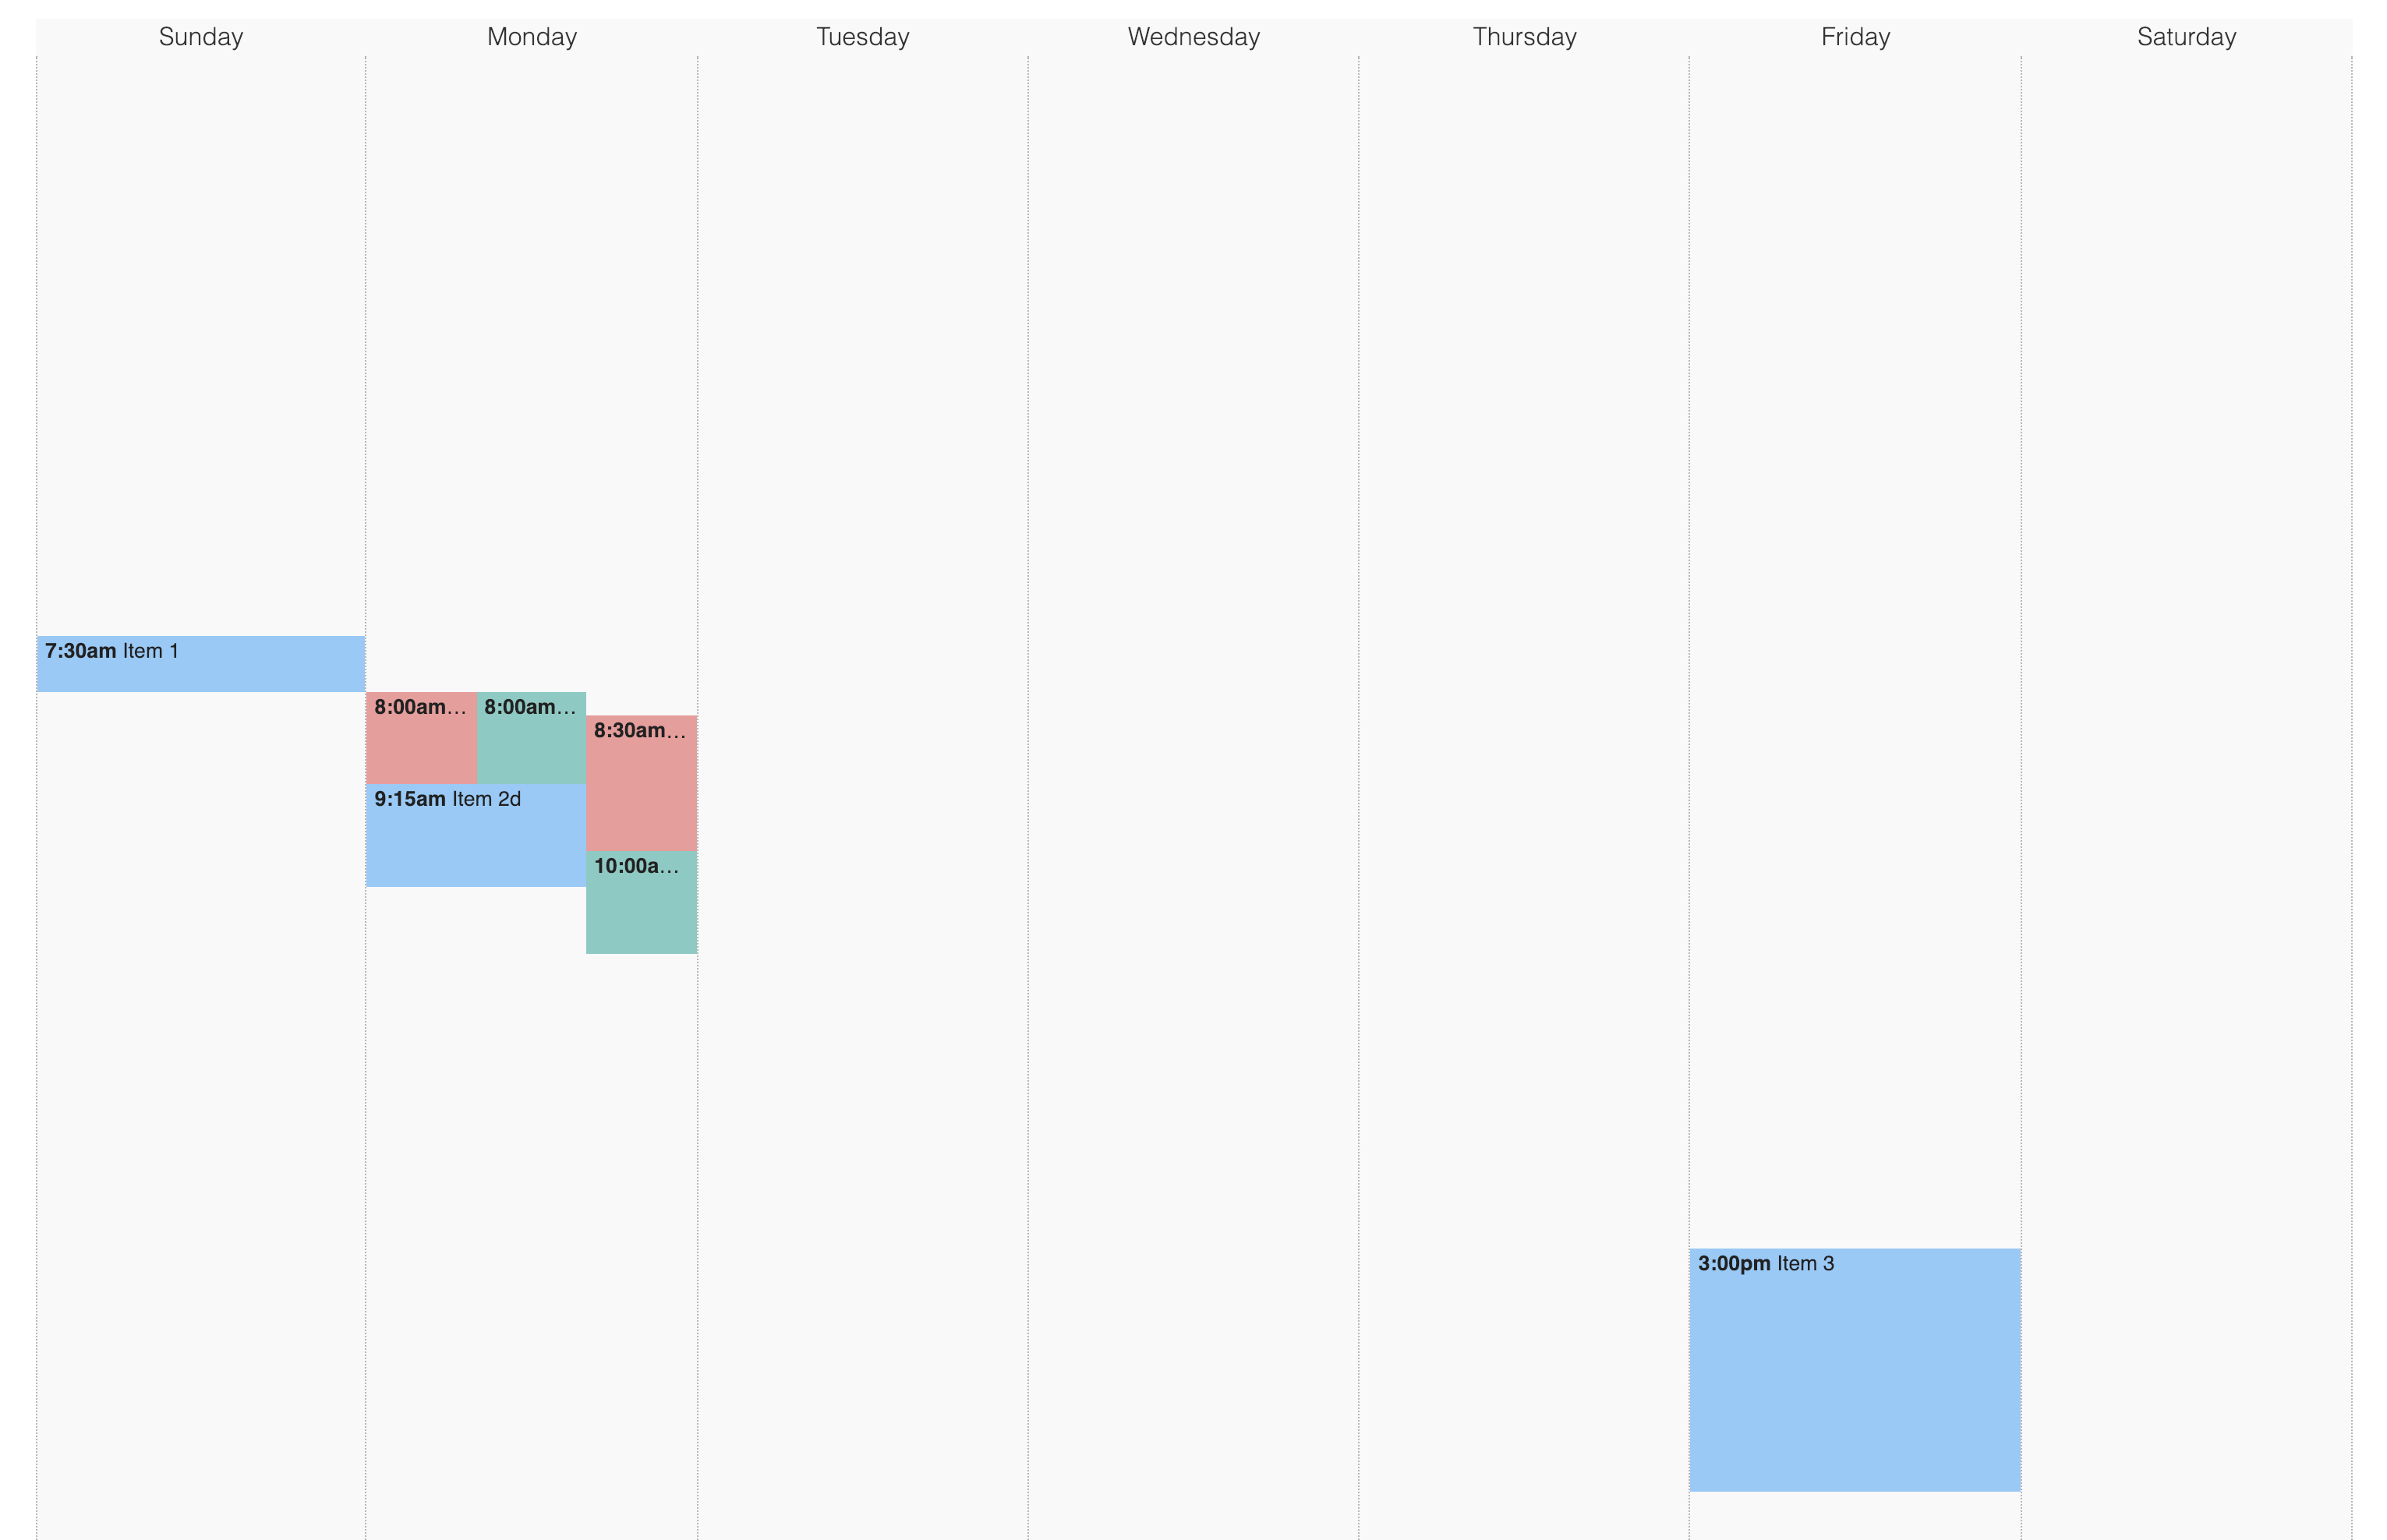 Sunday Monday Tuesday Wednesday Thursday Friday Saturday
7:30am Item 1
8:00am…
8:00am…
8:30am…
9:15am Item 2d
10:00a…
3:00pm Item 3